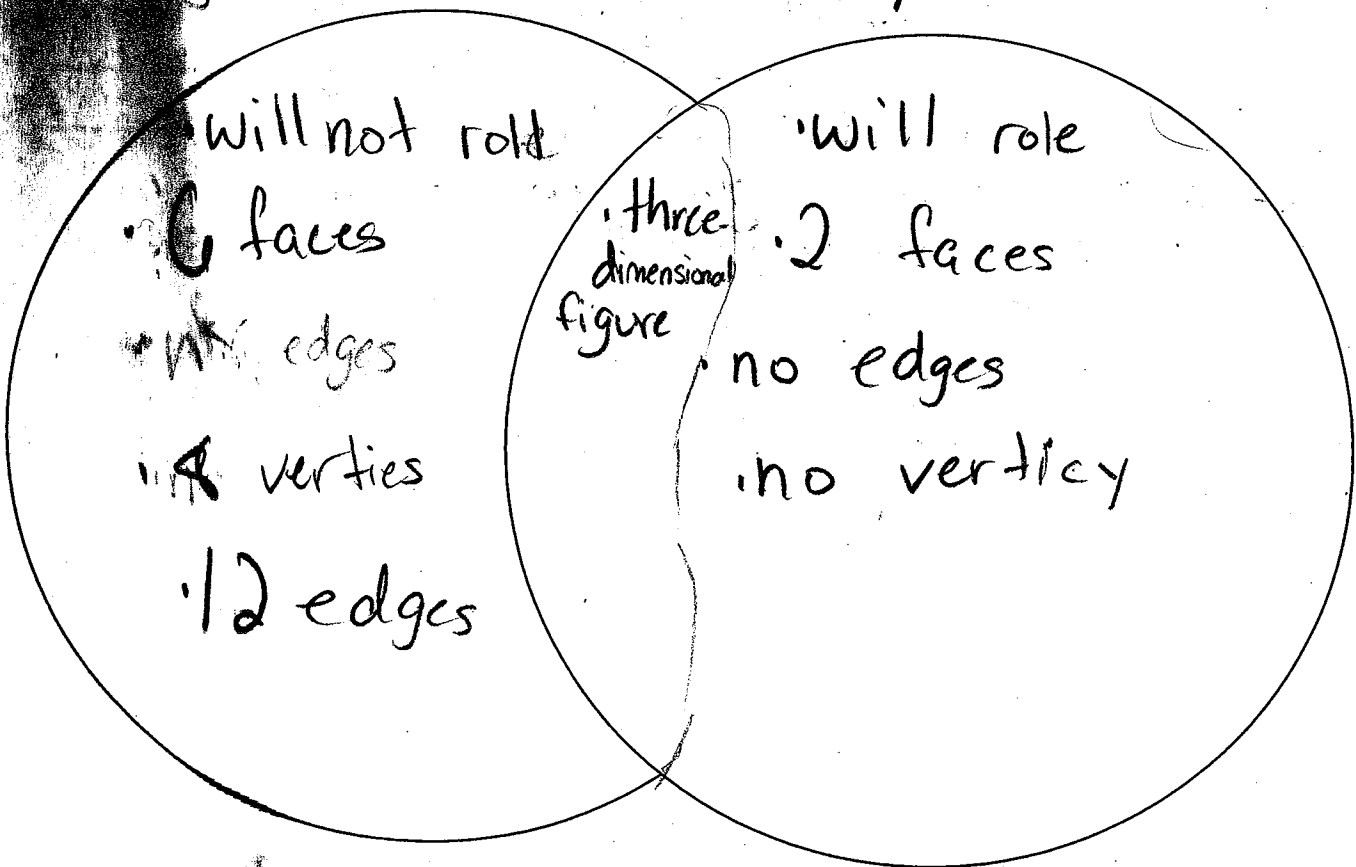 ·will not roll
· 6 faces
edges
· verties
·12 edges
·three-
dimensional
figure
·will role
·2 faces
·no edges
·no verticy